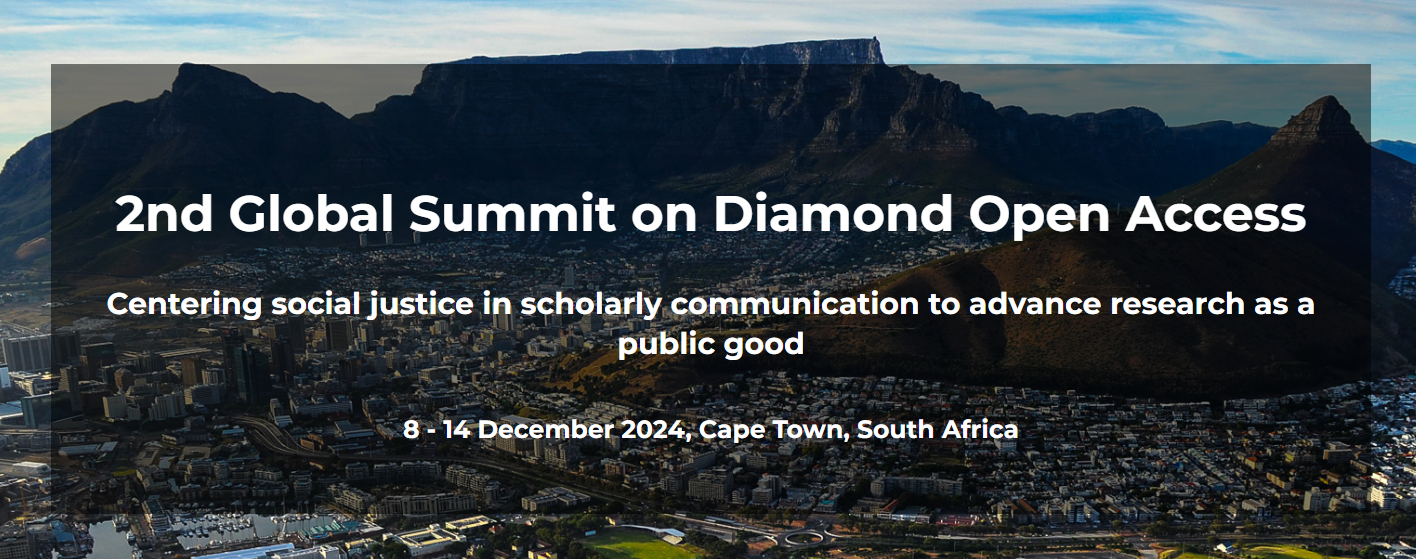 2nd Global Summit on Diamond Open Access
Centering social justice in scholarly communication to advance research as a
public good
8 - 14 December 2024, Cape Town, South Africa